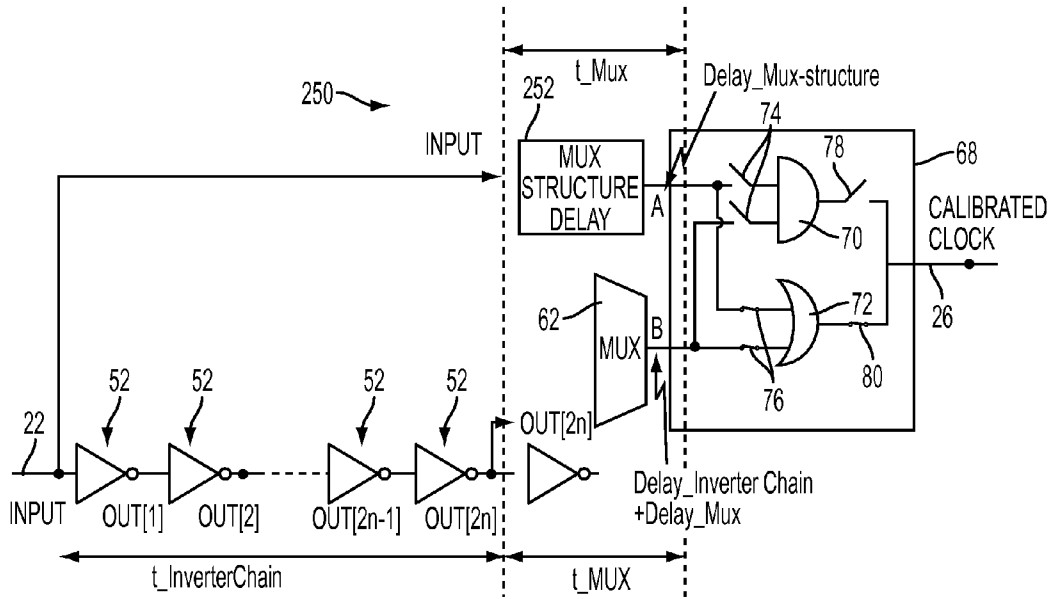 t_Mux
Delay_Mux-structure
250
252
INPUT
MUX
STRUCTURE
DELAY
A
74
78
68
70
CALIBRATED
CLOCK
62
MUX
B
72
26
80
76
52
52
52
52
22
OUT[2n]
INPUT
OUT[1]
OUT[2]
OUT[2n-1]
OUT[2n]
Delay_Inverter Chain
+Delay_Mux
t_InverterChain
t_MUX